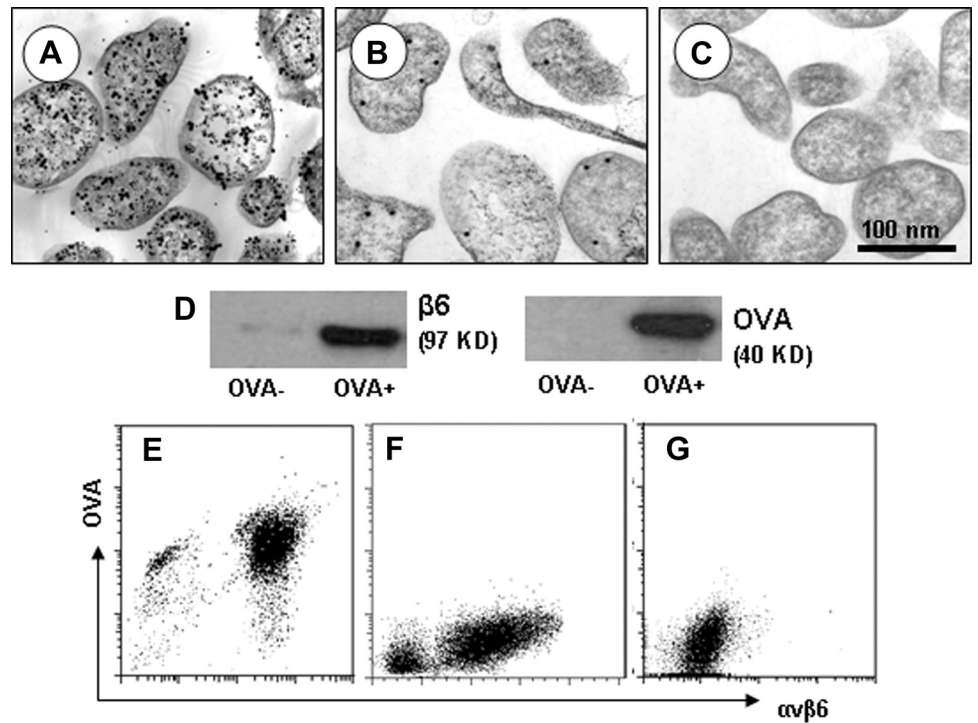 A
B
C
100 nm
D
β6
(97 KD)
OVA
(40 KD)
OVA- OVA+
OVA- OVA+
E
F
G
OVA
αvβ6